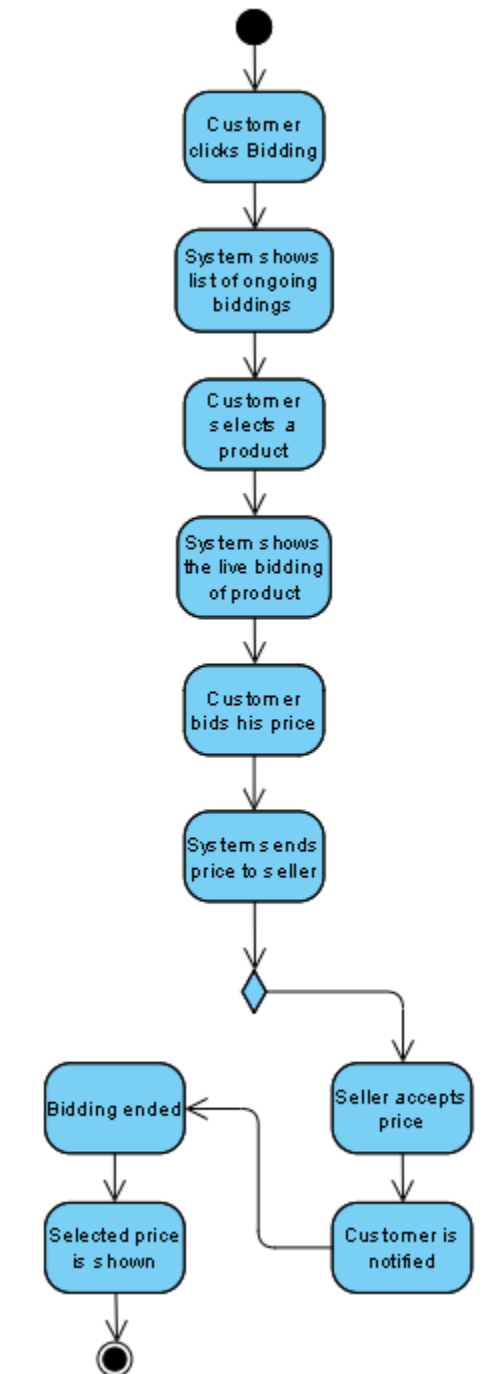 Customer
clicks Bidding
System shows
list of ongoing
biddings
Customer
selects a
product
System shows
the live bidding
of product
Customer
bids his price
System sends
price to seller
Seller accepts
price
Customer is
notified
Bidding ended
Selected price
is shown